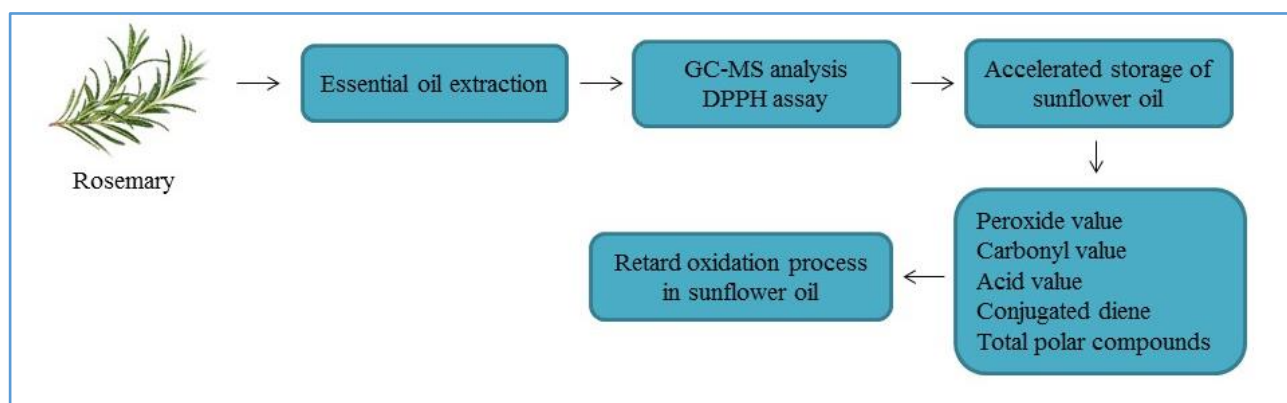 Rosemary
Essential oil extraction
GC-MS analysis
DPPH assay
Accelerated storage of
sunflower oil
Peroxide value
Carbonyl value
Acid value
Conjugated diene
Total polar compounds
Retard oxidation process
in sunflower oil